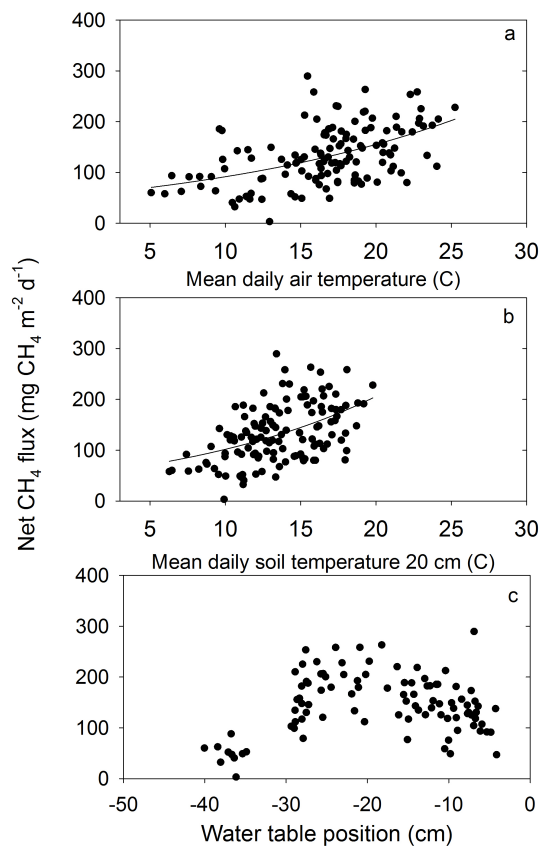 400
a
300
200
100
0
5 10 15 20 25 30
Mean daily air temperature (C)
Net CH4 flux (mg CH4 m-2 d-1)
400
b
300
200
100
0
5 10 15 20 25 30
Mean daily soil temperature 20 cm (C)
400
c
300
200
100
0
-50 -40 -30 -20 -10 0
Water table position (cm)